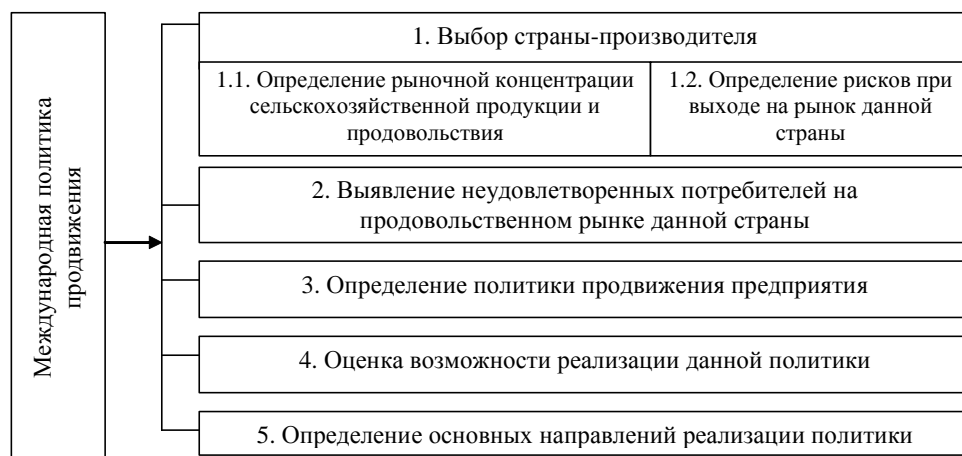 Международная политика
продвижения
1. Выбор страны-производителя
1.1. Определение рыночной концентрации
сельскохозяйственной продукции и
продовольствия
1.2. Определение рисков при
выходе на рынок данной
страны
2. Выявление неудовлетворенных потребителей на
продовольственном рынке данной страны
3. Определение политики продвижения предприятия
4. Оценка возможности реализации данной политики
5. Определение основных направлений реализации политики